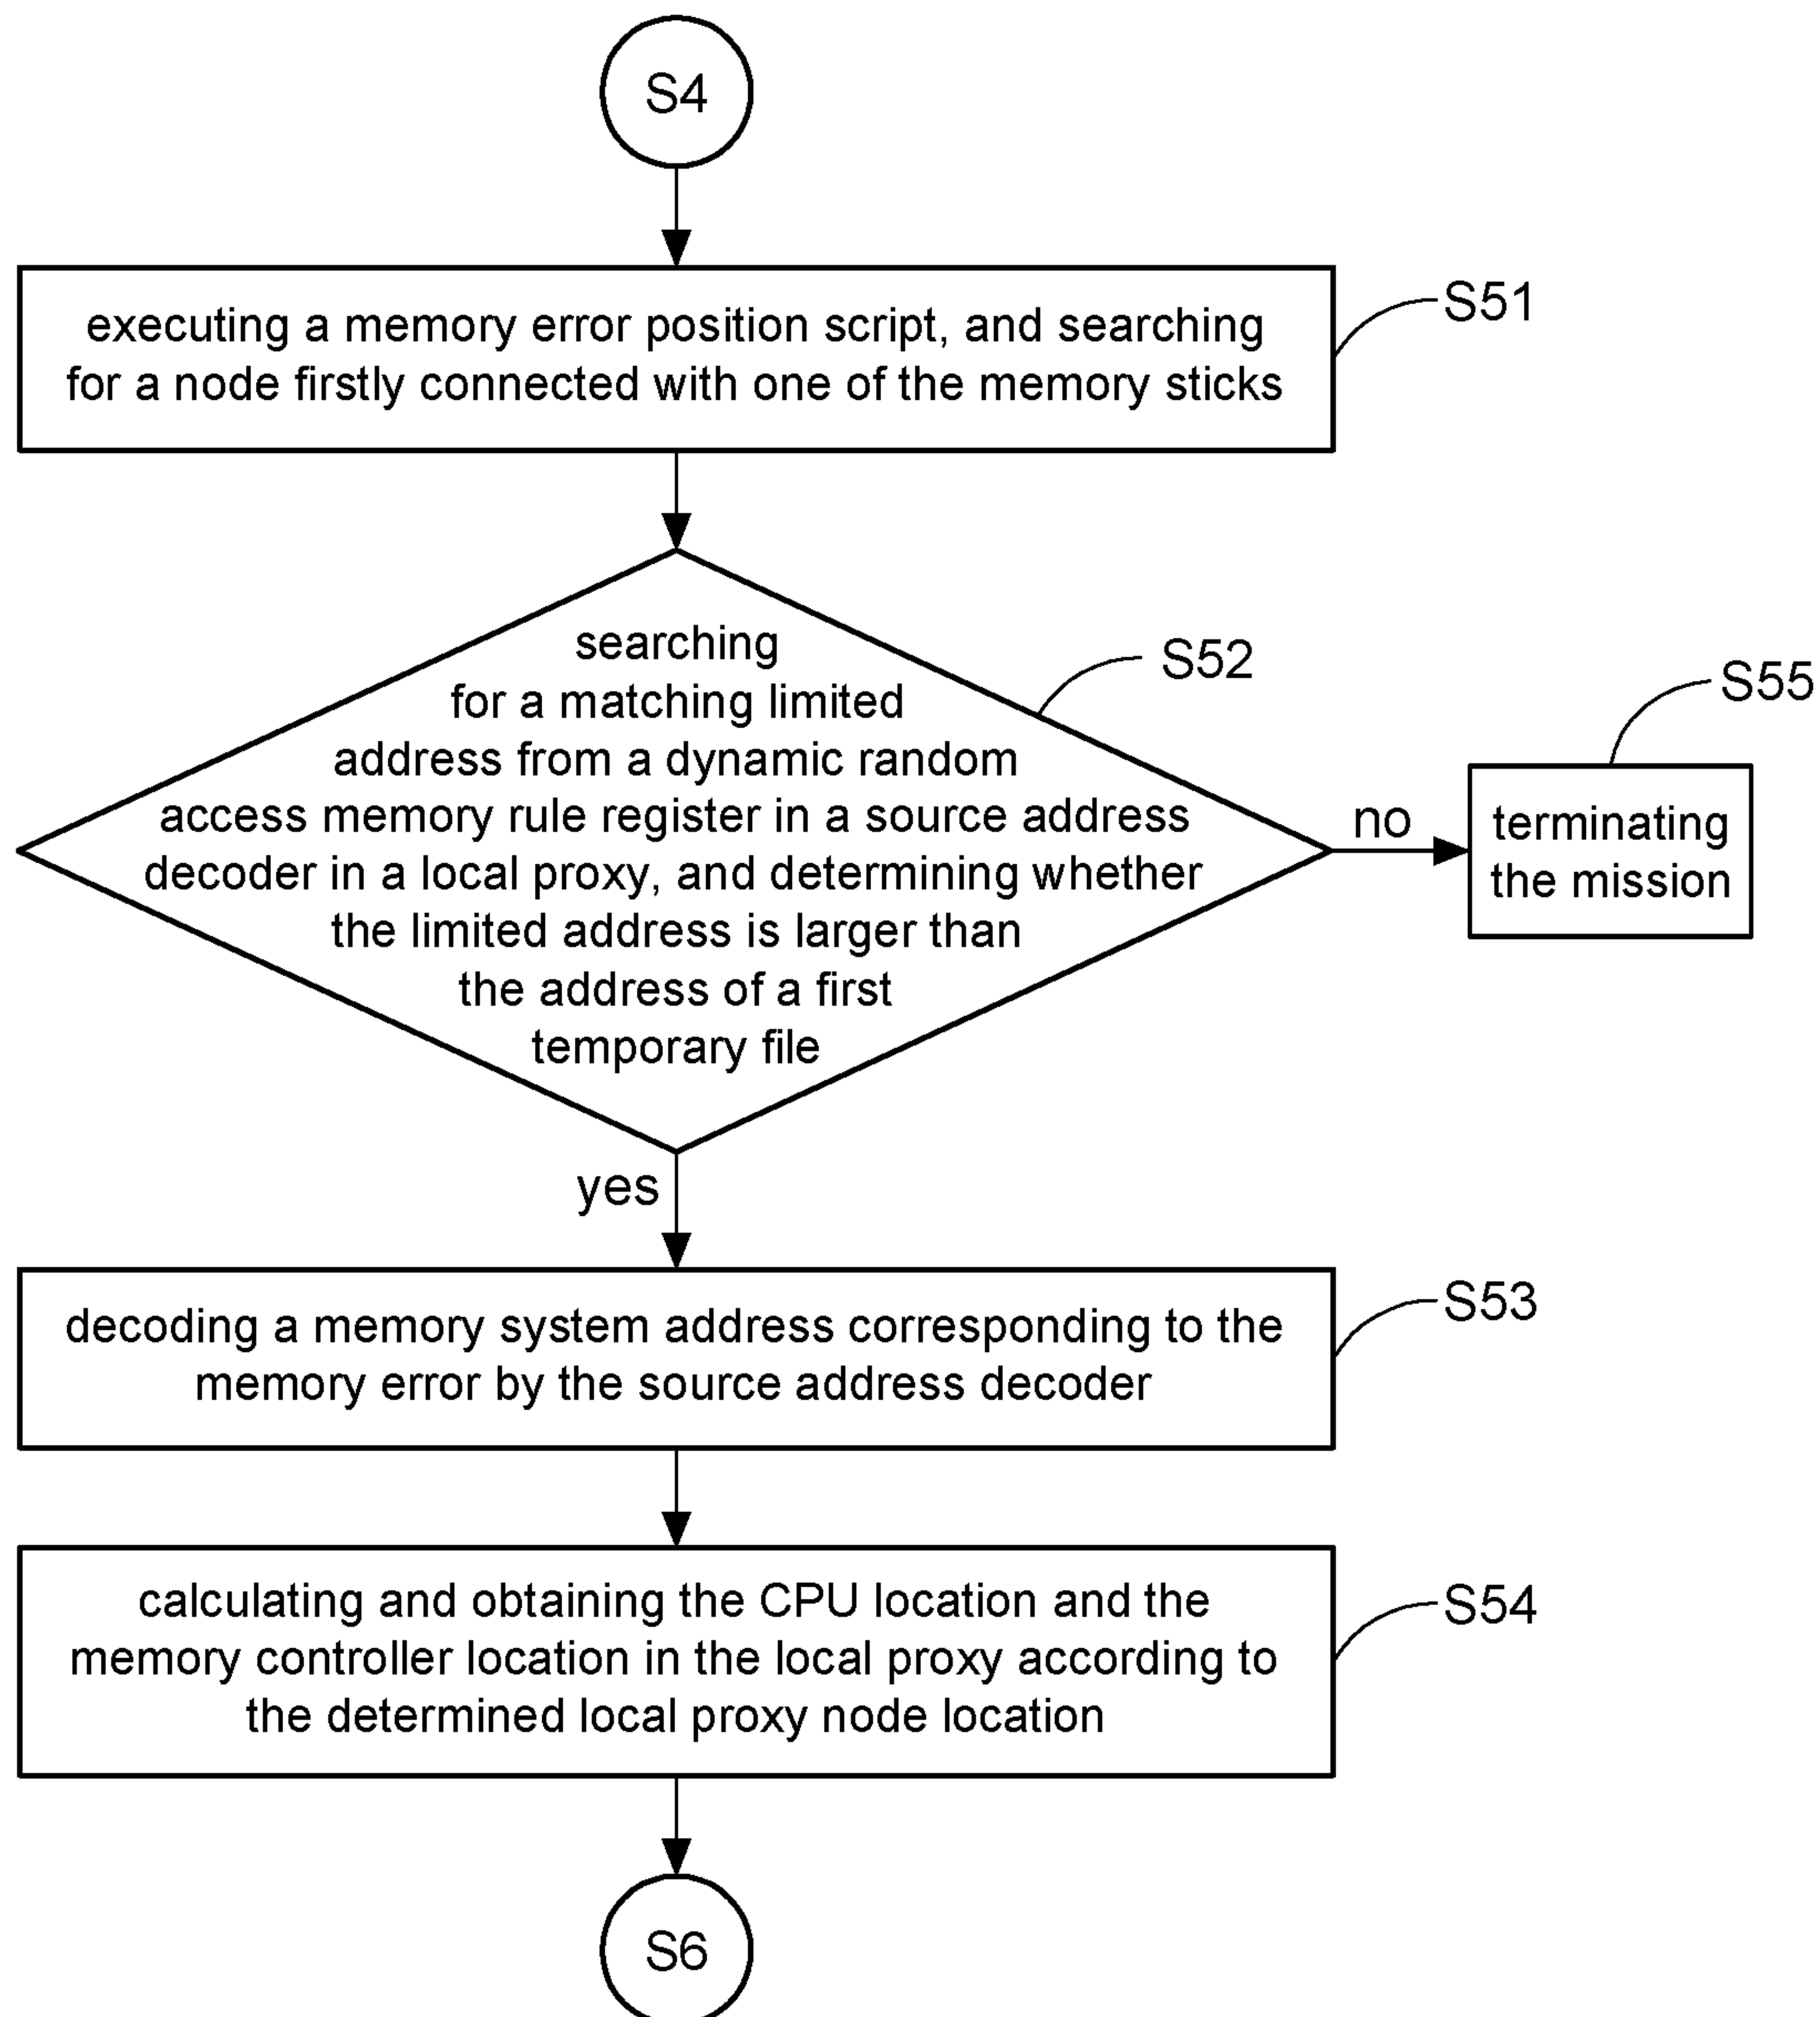 S4
executing a memory error position script, and searching
for a node firstly connected with one of the memory sticks
S51
searching
for a matching limited
address from a dynamic random
access memory rule register in a source address
decoder in a local proxy, and determining whether
the limited address is larger than
the address of a first
temporary file
S52
no
S55
terminating
the mission
yes
decoding a memory system address corresponding to the
memory error by the source address decoder
S53
calculating and obtaining the CPU location and the
memory controller location in the local proxy according to
the determined local proxy node location
S54
S6